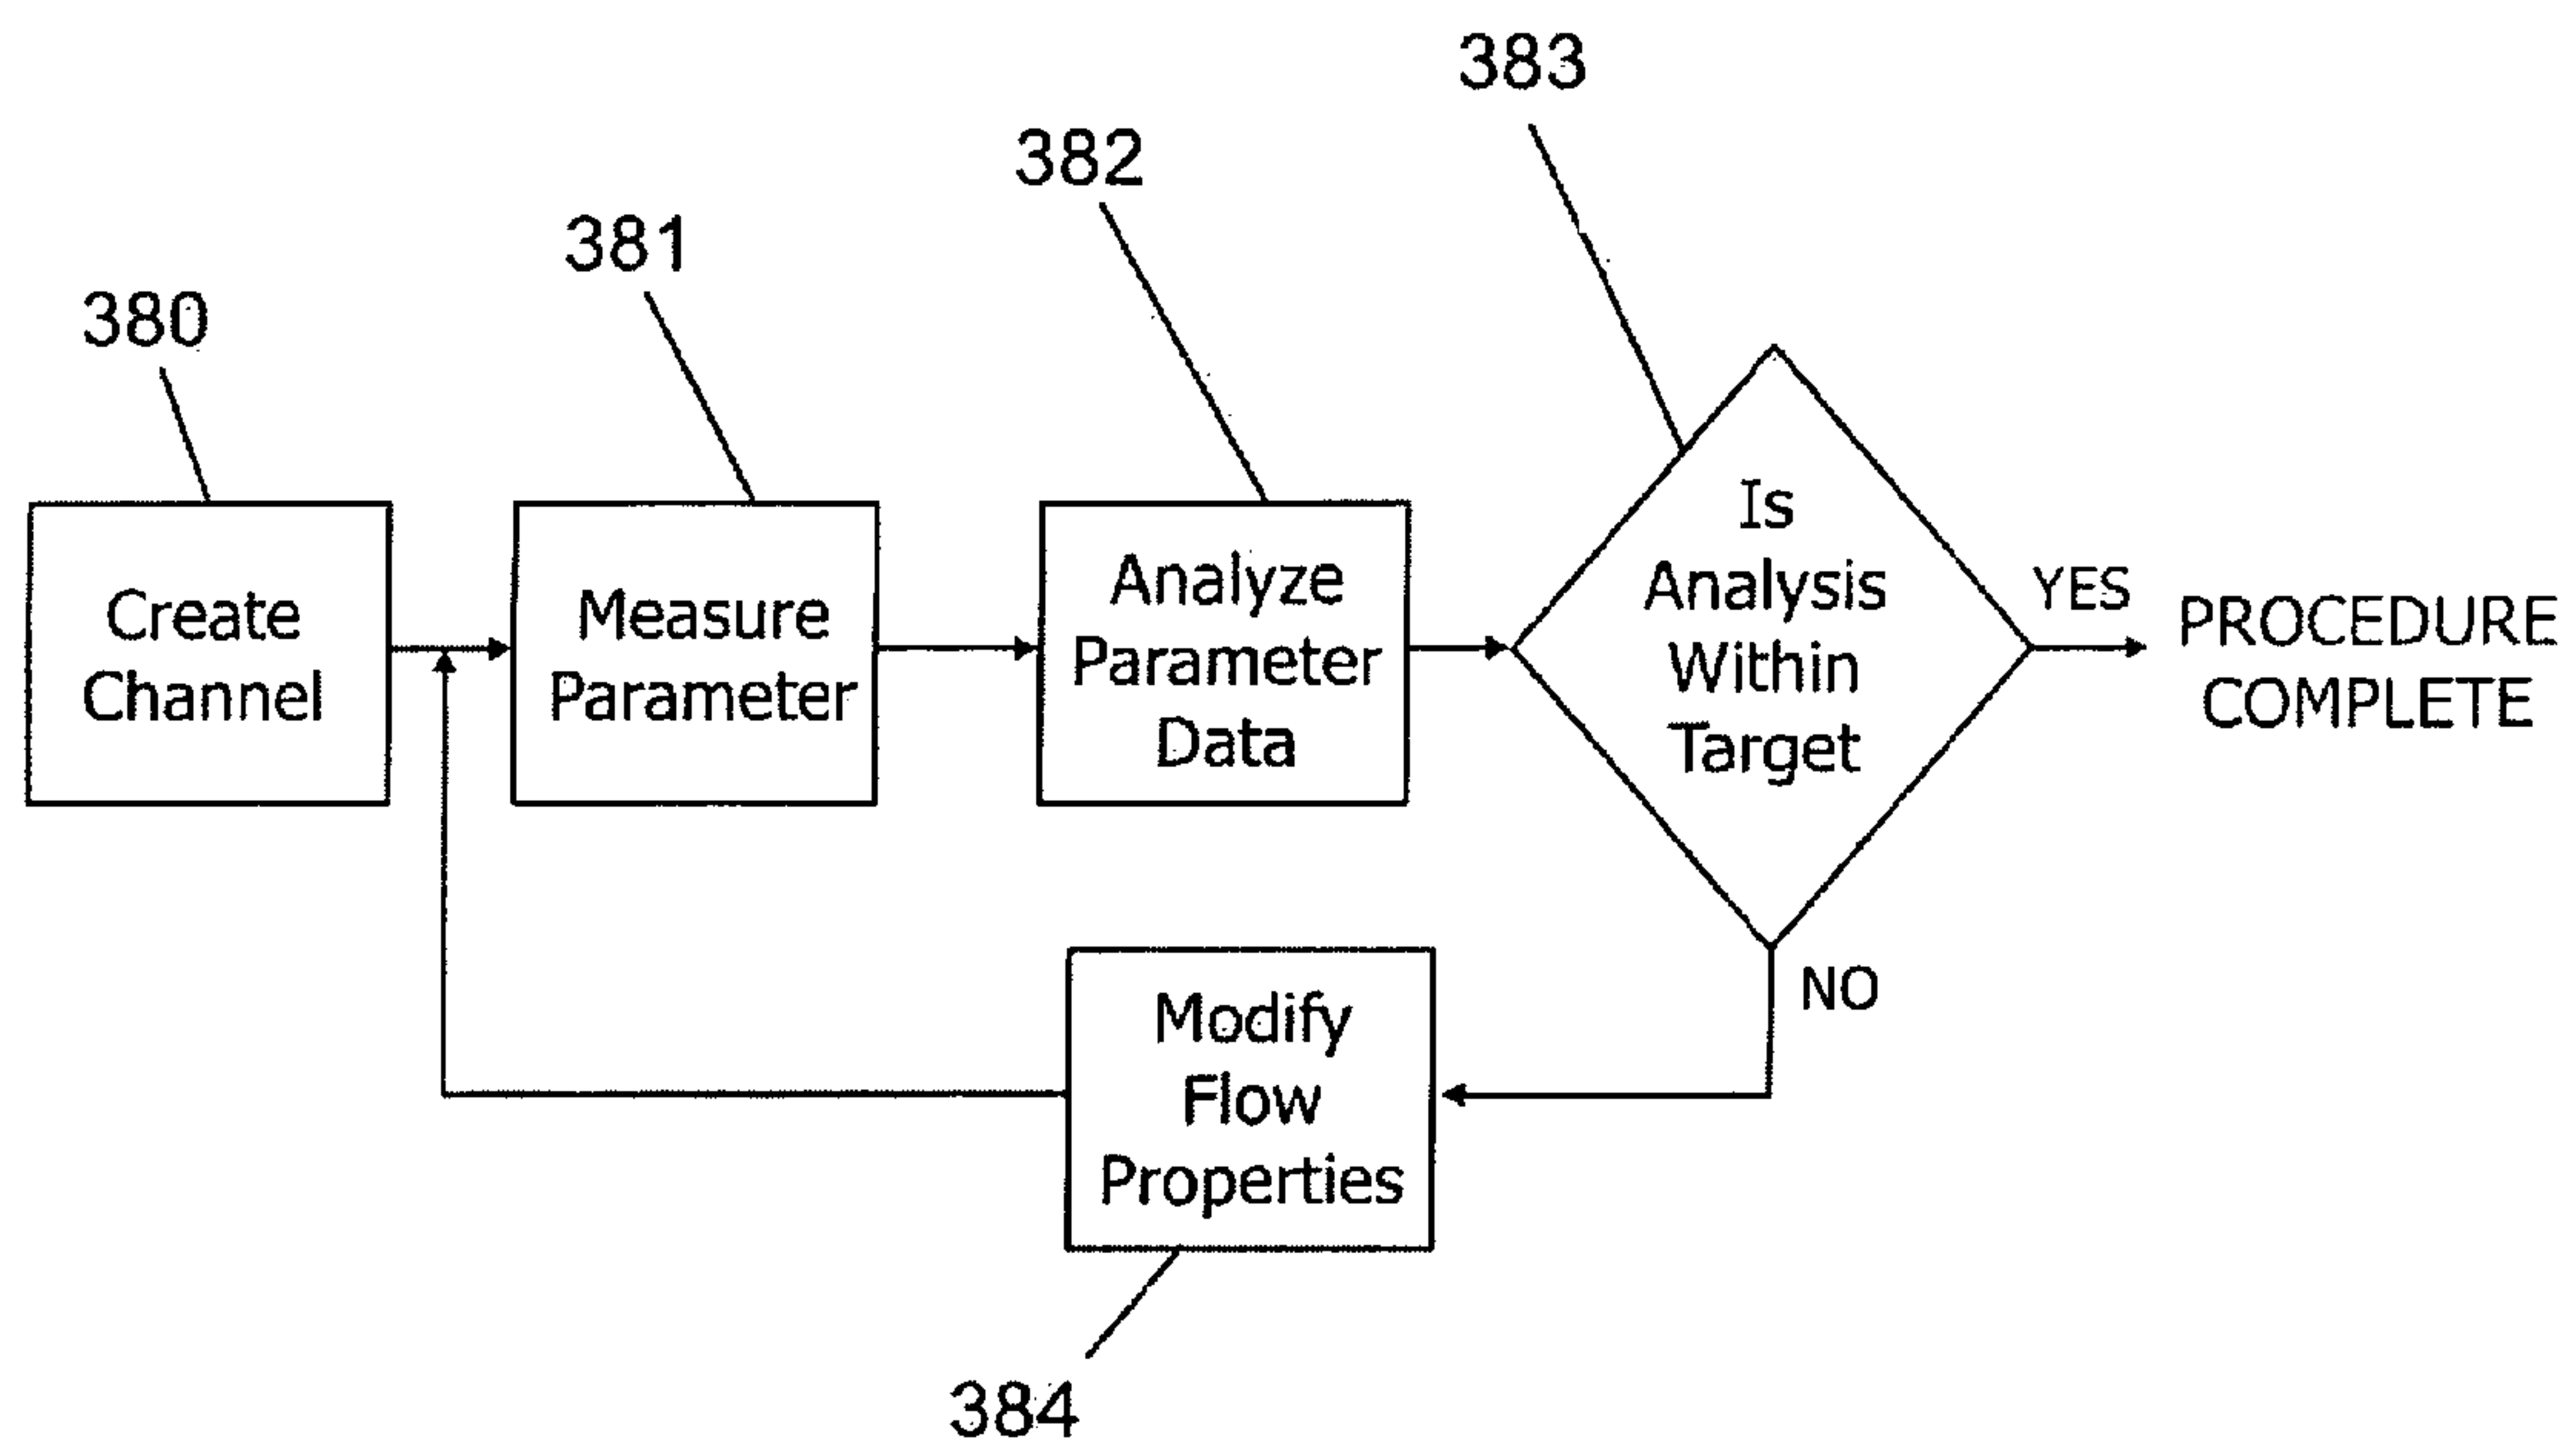 383
382
381
380
Create
Channel
Measure
Parameter
Analyze
Parameter
Data
Is
Analysis
Within
Target
YES
PROCEDURE
COMPLETE
NO
Modify
Flow
Properties
384